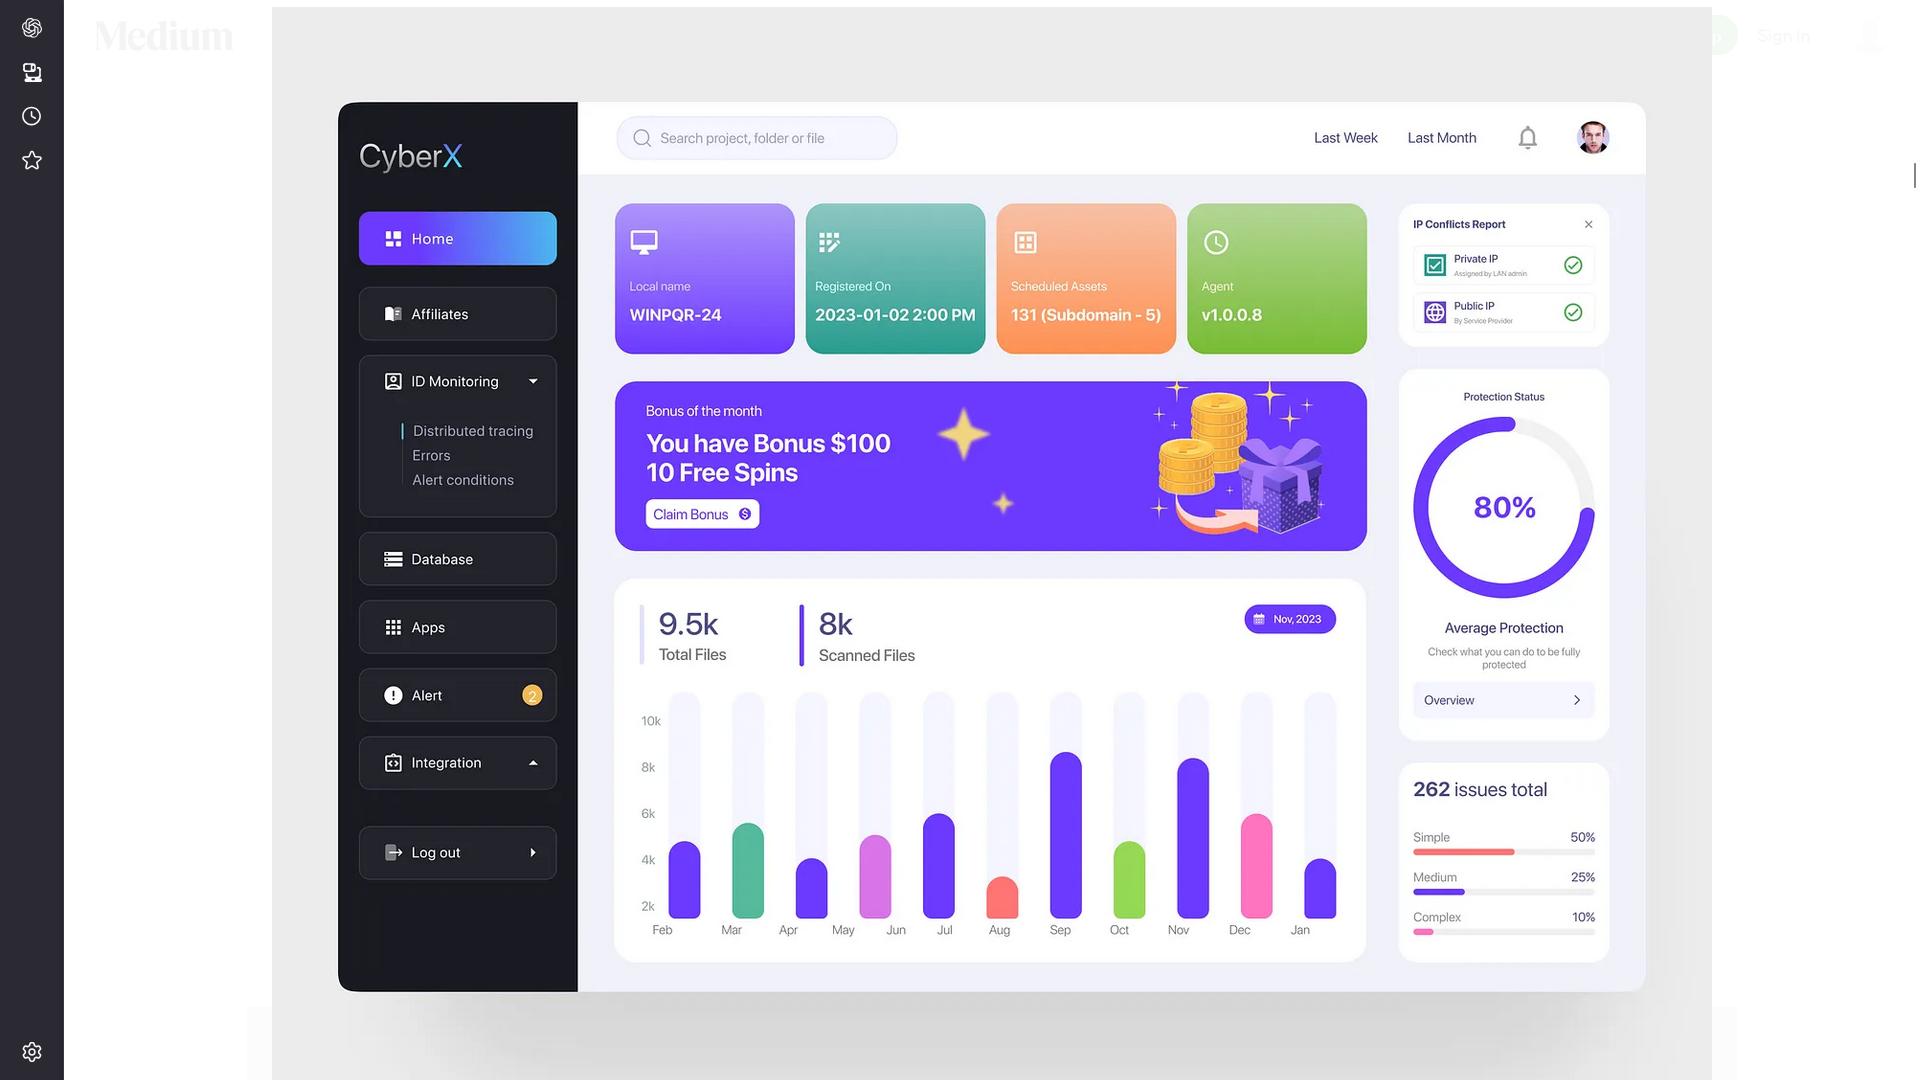 Medium
Sign In
CyberX
Home
Affiliates
ID Monitoring
Distributed tracing
Errors
Alert conditions
Database
Apps
Alert
2
Integration
Log out
Search project, folder or file
Last Week
Last Month
Local name
WINPQR-24
Registered On
2023-01-02 2:00 PM
Scheduled Assets
131 (Subdomain - 5)
Agent
v1.0.0.8
Bonus of the month
You have Bonus $100
10 Free Spins
Claim Bonus
9.5k
Total Files
8k
Scanned Files
Nov, 2023
10k
8k
6k
4k
2k
Feb Mar Apr May Jun Jul Aug Sep Oct Nov Dec Jan
IP Conflicts Report
Private IP
Assigned by LAN admin
Public IP
By Service Provider
Protection Status
80%
Average Protection
Check what you can do to be fully
protected
Overview
262 issues total
Simple 50%
Medium 25%
Complex 10%